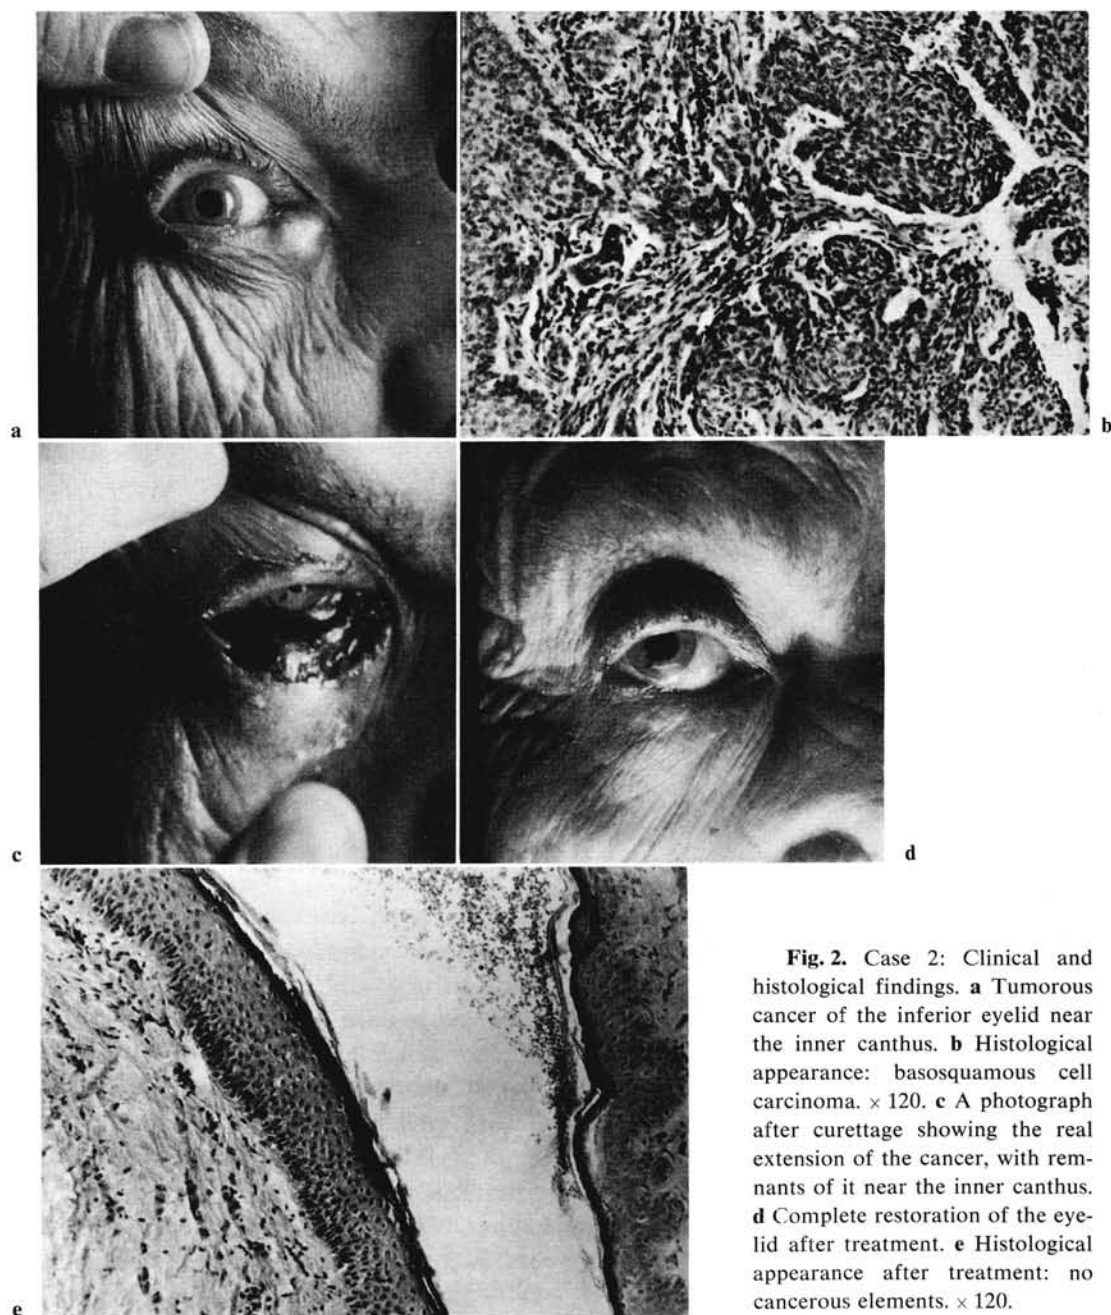 a
b
c
d
e
Fig. 2. Case 2: Clinical and
histological findings. a Tumorous
cancer of the inferior eyelid near
the inner canthus. b Histological
appearance: basosquamous cell
carcinoma. × 120. c A photograph
after curettage showing the real
extension of the cancer, with rem-
nants of it near the inner canthus.
d Complete restoration of the eye-
lid after treatment. e Histological
appearance after treatment: no
cancerous elements. × 120.